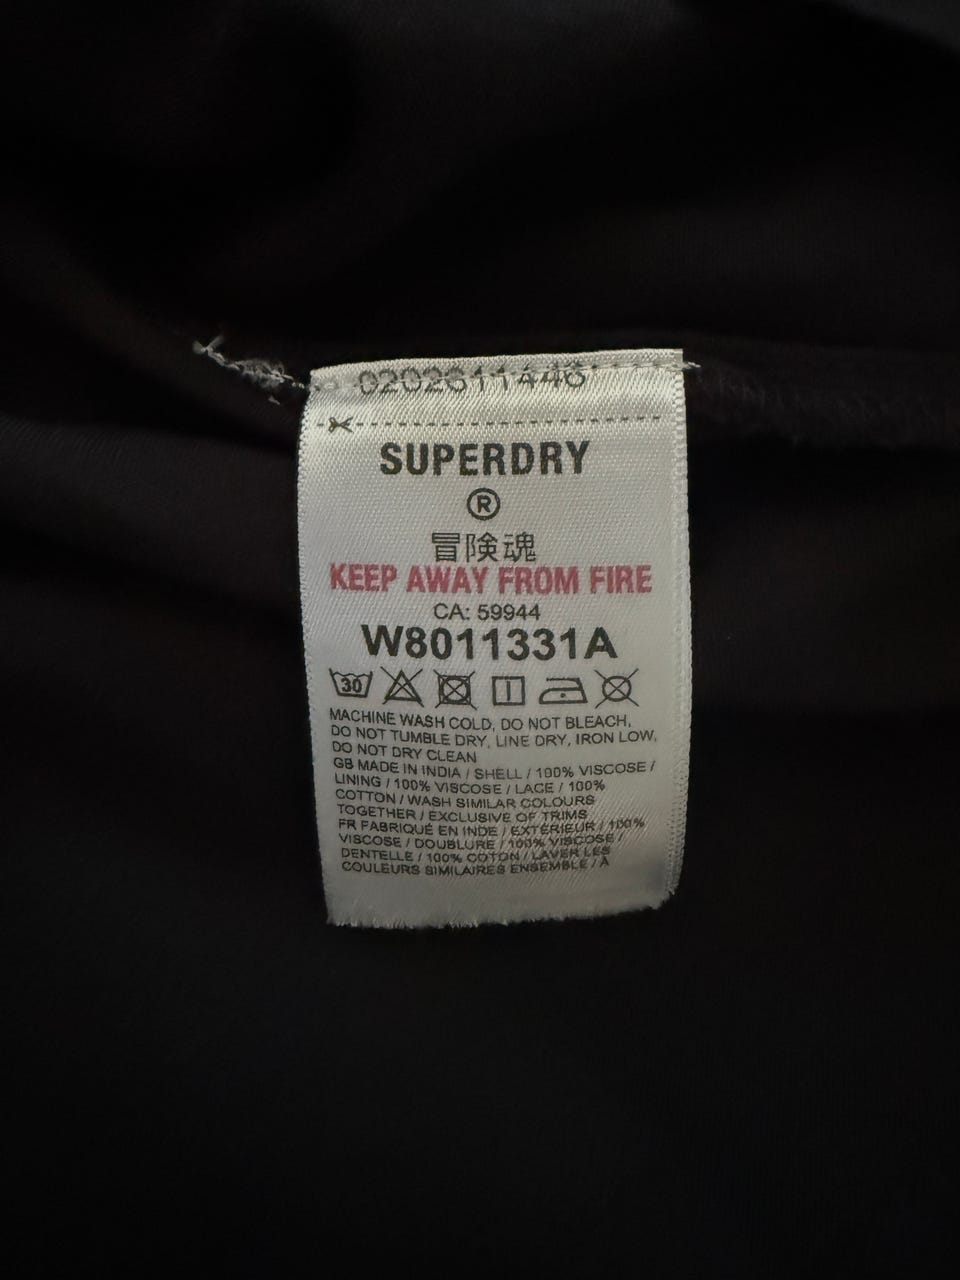 0202611446
SUPERDRY
®
冒険魂
KEEP AWAY FROM FIRE
CA: 59944
W8011331A
30
MACHINE WASH COLD, DO NOT BLEACH,
DO NOT TUMBLE DRY, LINE DRY, IRON LOW,
DO NOT DRY CLEAN
GB MADE IN INDIA / SHELL / 100% VISCOSE /
LINING / 100% VISCOSE / LACE / 100%
COTTON / WASH SIMILAR COLOURS
TOGETHER / EXCLUSIVE OF TRIMS
FR FABRIQUÉ EN INDE / EXTÉRIEUR / 100%
VISCOSE / DOUBLURE / 100% VISCOSE /
DENTELLE / 100% COTON / LAVER LES
COULEURS SIMILAIRES ENSEMBLE / À